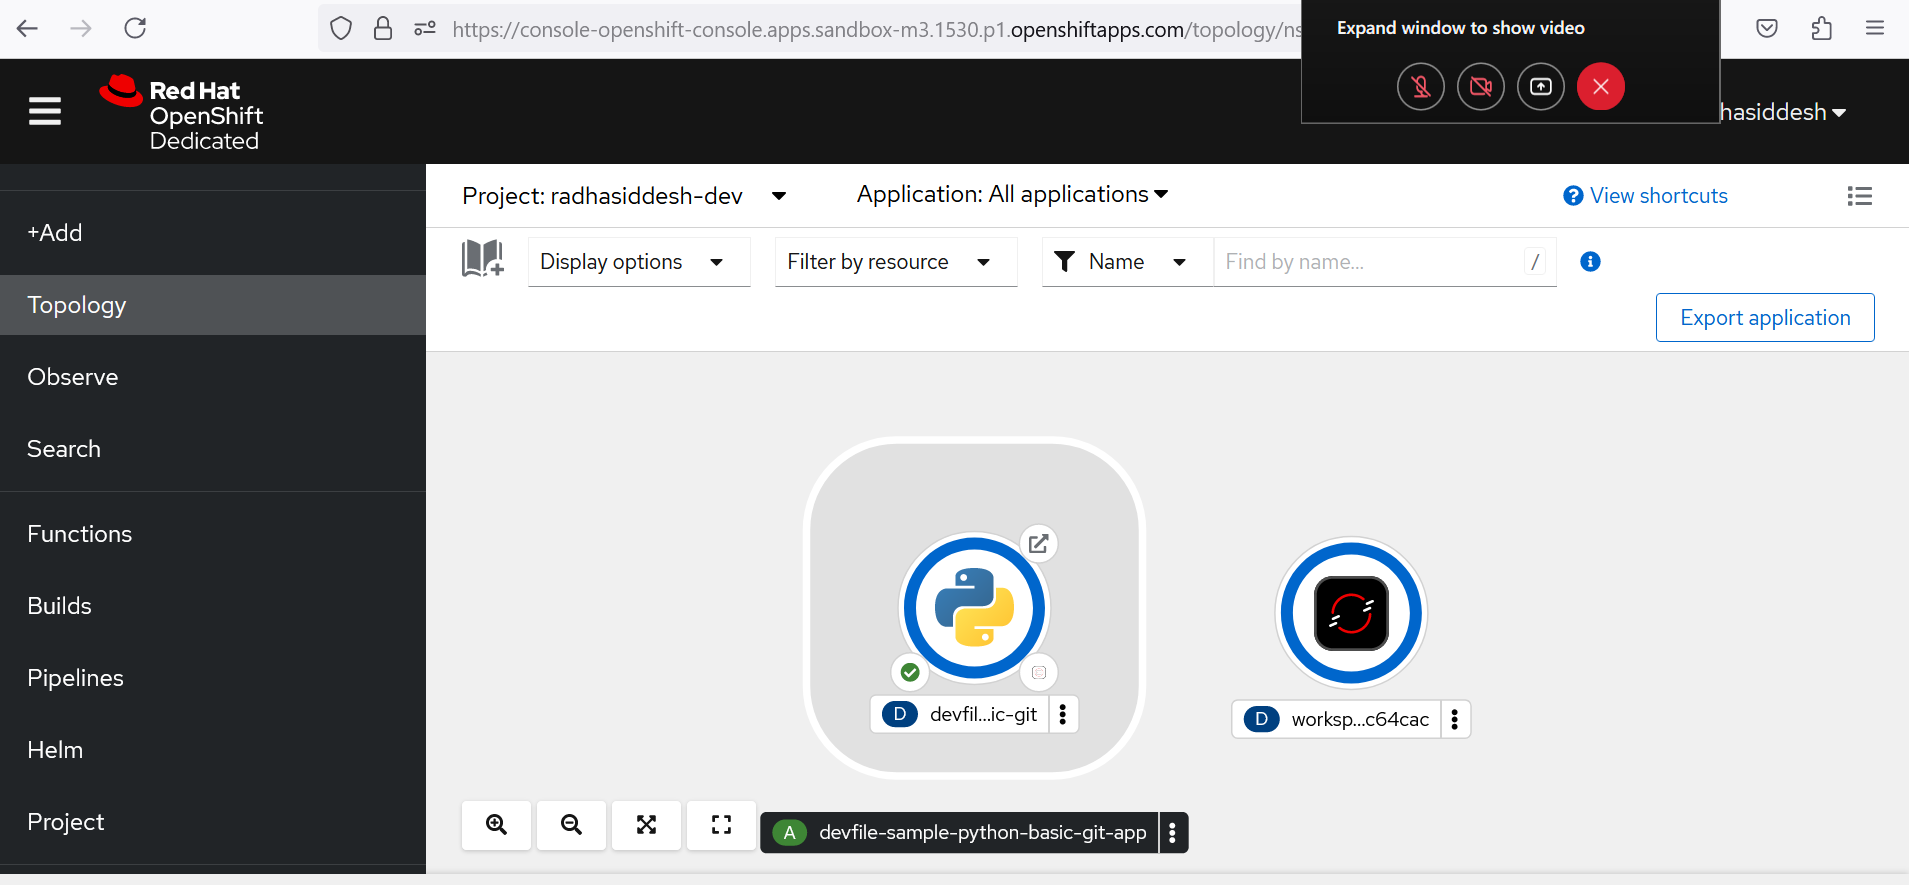 https://console-openshift-console.apps.sandbox-m3.1530.p1.openshiftapps.com/topology/ns
Expand window to show video
Red Hat
OpenShift
Dedicated
hasiddesh
+Add
Topology
Observe
Search
Functions
Builds
Pipelines
Helm
Project
Project: radhasiddesh-dev
Application: All applications
View shortcuts
Display options
Filter by resource
Name
Find by name...
/
Export application
D devfil...ic-git
D worksp...c64cac
A devfile-sample-python-basic-git-app